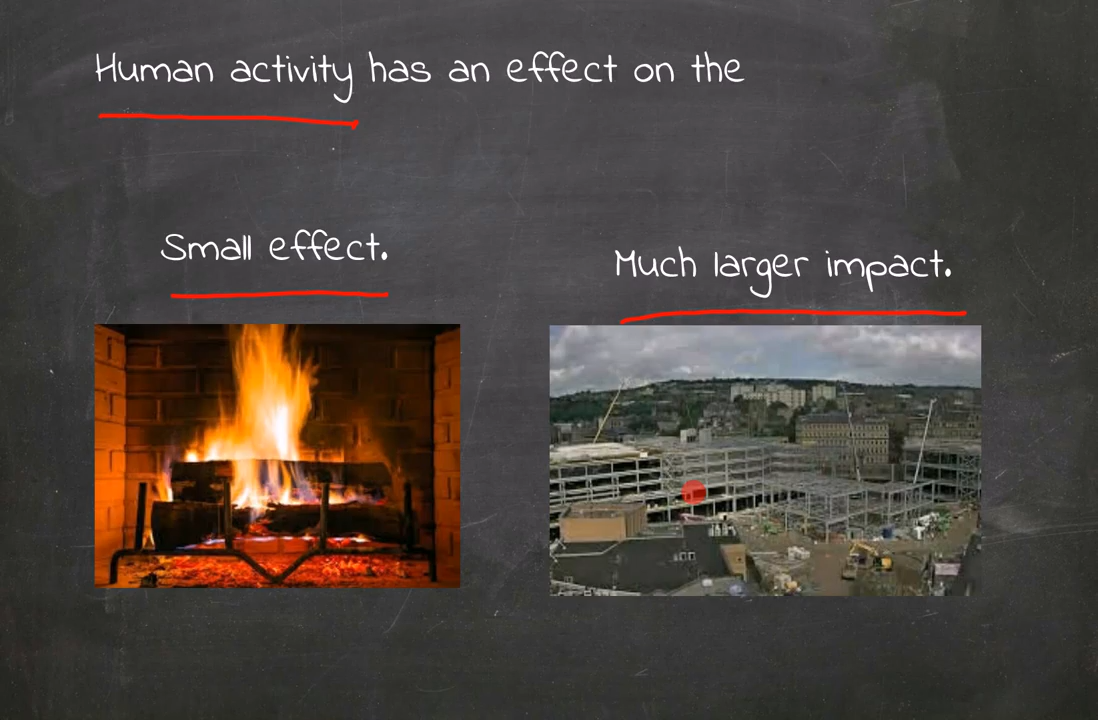 Human activity has an effect on the
Small effect.
Much larger impact.